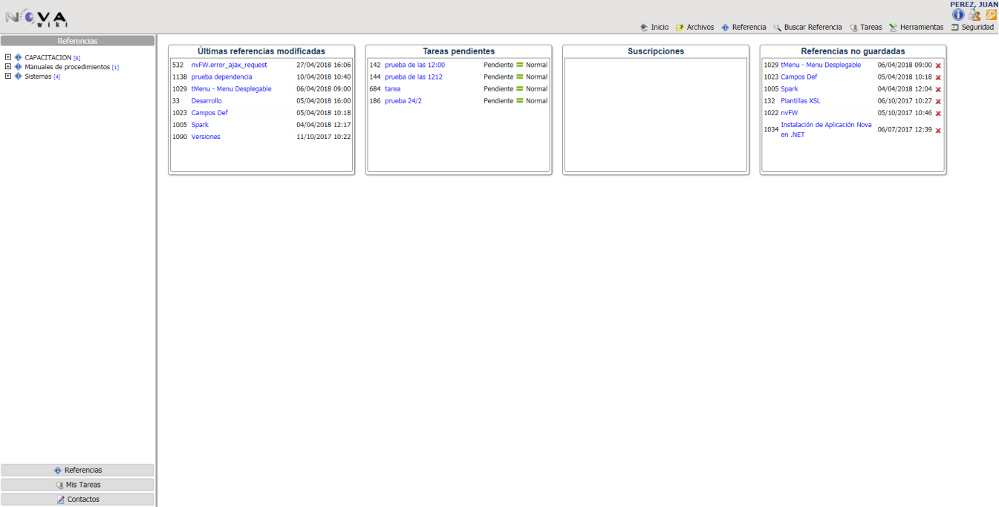 NOVA
wiki
PEREZ, JUAN
Inicio Archivos Referencia Buscar Referencia Tareas Herramientas Seguridad
Referencias
CAPACITACION [6]
Manuales de procedimientos [1]
Sistemas [4]
Últimas referencias modificadas
532 nvFW.error_ajax_request 27/04/2018 16:06
1138 prueba dependencia 10/04/2018 10:40
1029 tMenu - Menu Desplegable 06/04/2018 09:00
33 Desarrollo 05/04/2018 16:00
1023 Campos Def 05/04/2018 10:18
1005 Spark 04/04/2018 12:17
1090 Versiones 11/10/2017 10:22
Tareas pendientes
142 prueba de las 12:00 Pendiente Normal
144 prueba de las 1212 Pendiente Normal
684 tarea Pendiente Normal
186 prueba 24/2 Pendiente Normal
Suscripciones
Referencias no guardadas
1029 tMenu - Menu Desplegable 06/04/2018 09:00
1023 Campos Def 05/04/2018 10:18
1005 Spark 04/04/2018 12:04
132 Plantillas XSL 06/10/2017 10:27
1022 nvFW 05/10/2017 10:46
1034 Instalación de Aplicación Nova 06/07/2017 12:39
en .NET
Referencias
Mis Tareas
Contactos